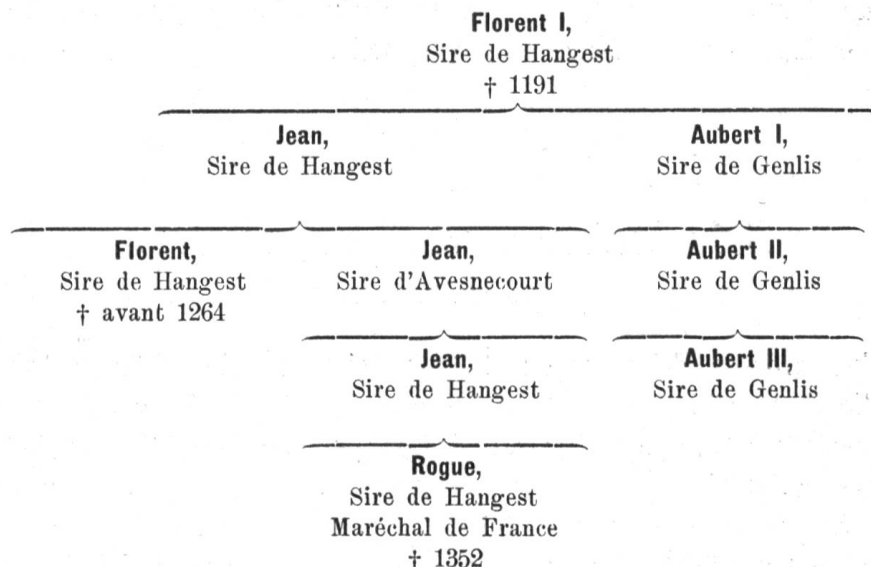 Florent I,
Sire de Hangest
† 1191
Jean,
Sire de Hangest
Aubert I,
Sire de Genlis
Florent,
Sire de Hangest
† avant 1264
Jean,
Sire d'Avesnecourt
Aubert II,
Sire de Genlis
Jean,
Sire de Hangest
Aubert III,
Sire de Genlis
Rogue,
Sire de Hangest
Maréchal de France
† 1352